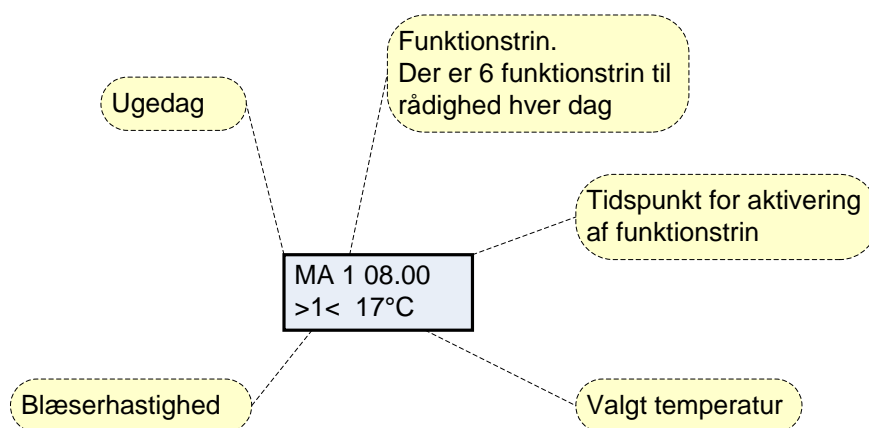 Funktionstrin.
Der er 6 funktionstrin til
rådighed hver dag
Ugedag
Tidspunkt for aktivering
af funktionstrin
MA 1 08.00
>1< 17°C
Blæserhastighed
Valgt temperatur